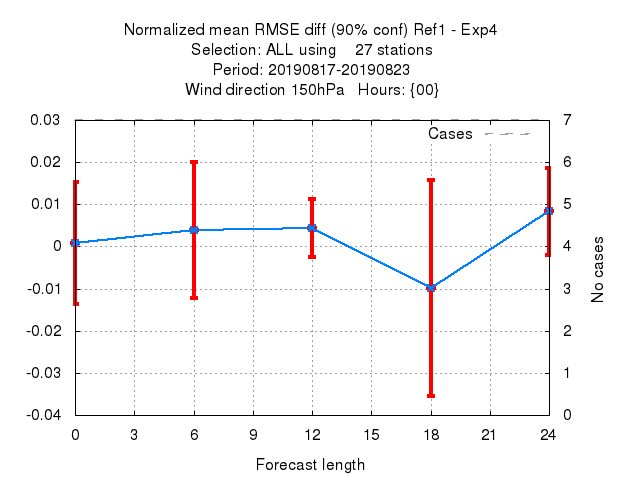 Normalized mean RMSE diff (90% conf) Ref1 - Exp4
Selection: ALL using 27 stations
Period: 20190817-20190823
Wind direction 150hPa Hours: {00}
Cases
0.03
0.02
0.01
0
-0.01
-0.02
-0.03
-0.04
7
6
5
4
3
2
1
0
No cases
0 3 6 9 12 15 18 21 24
Forecast length